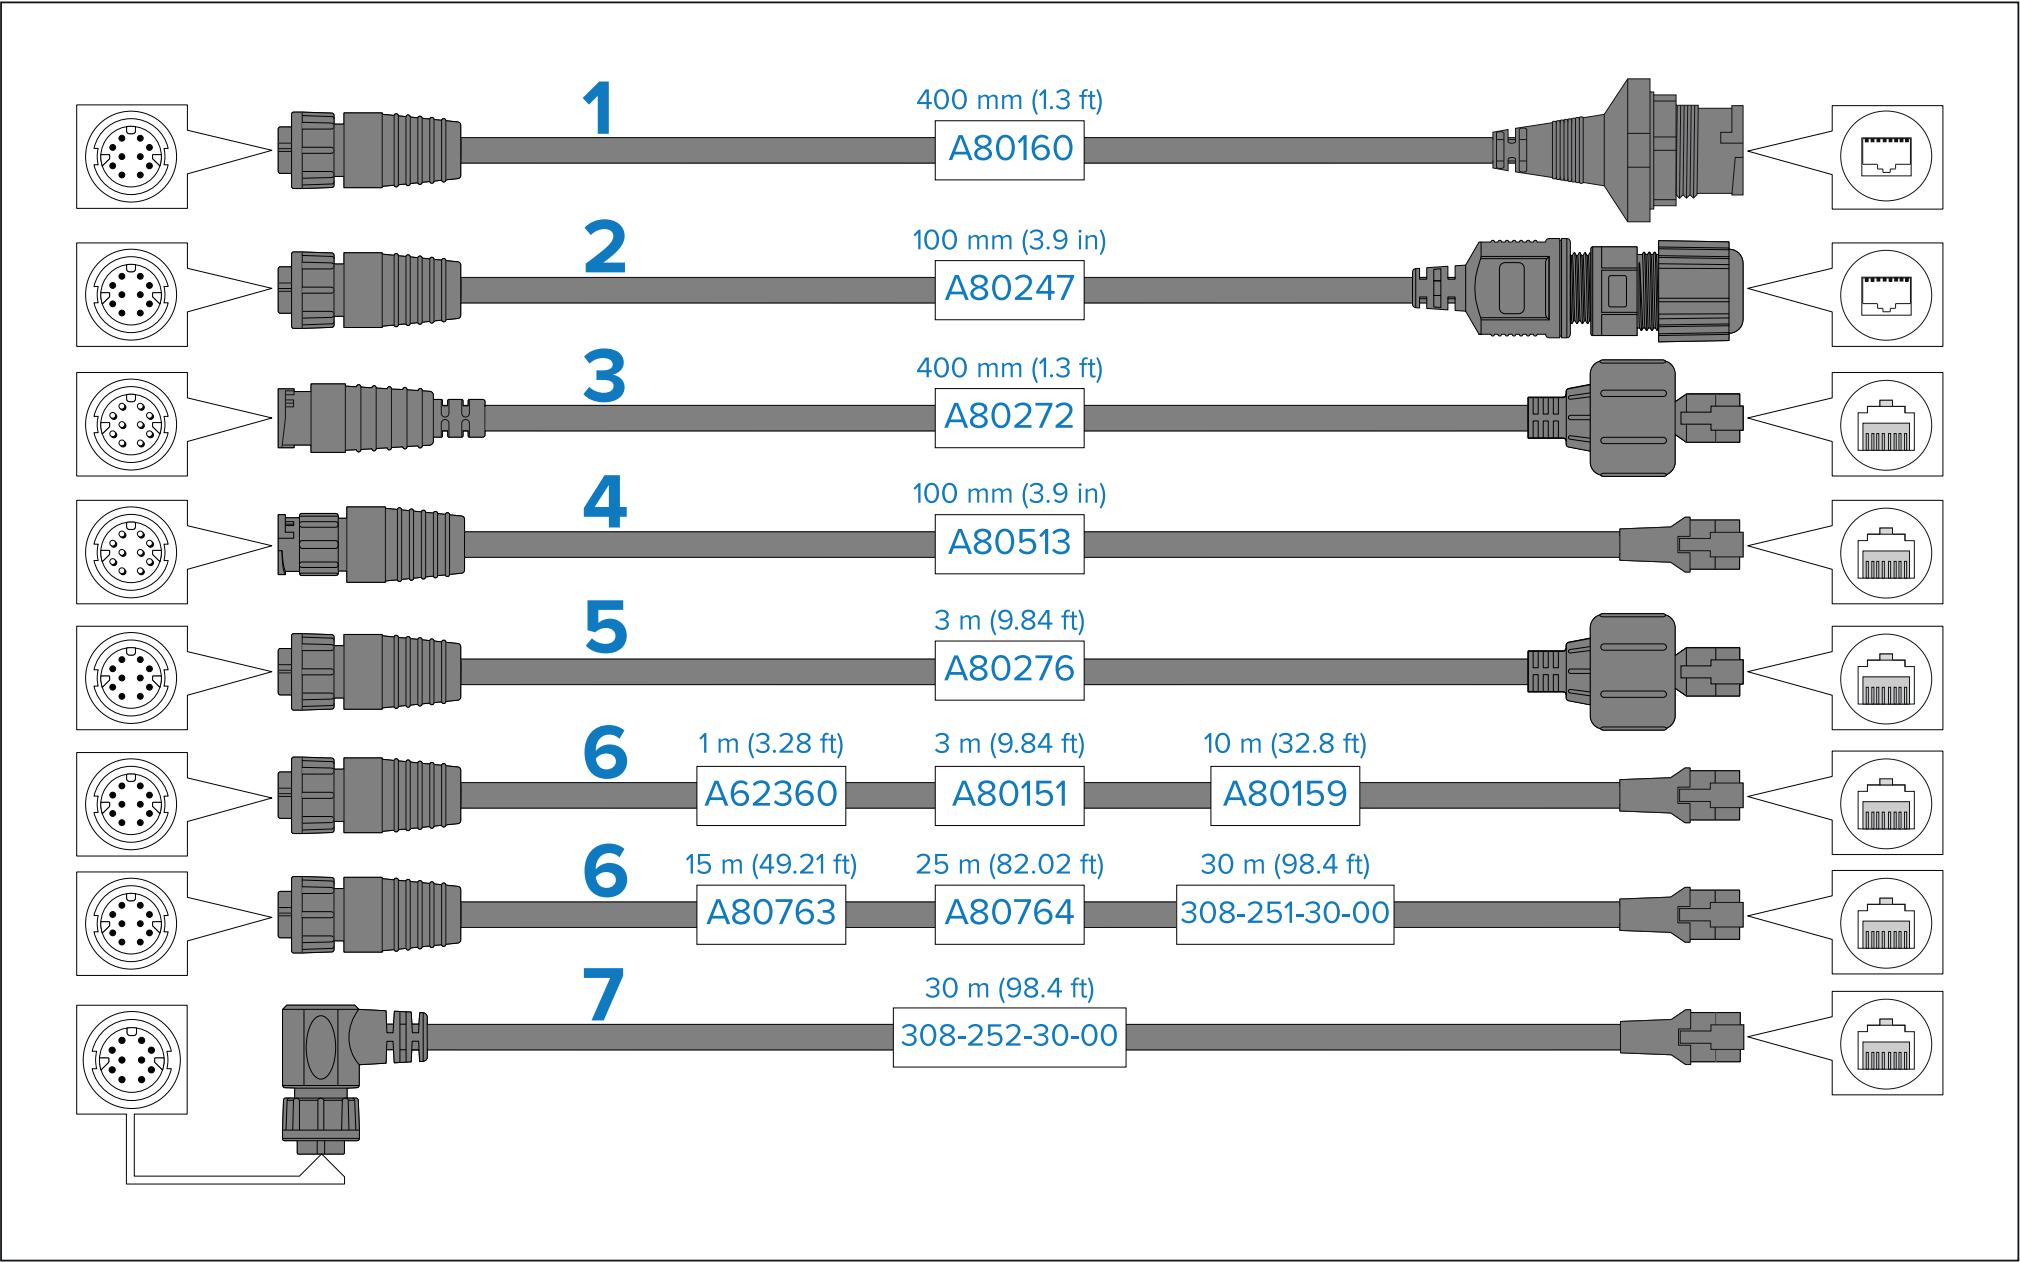 1
400 mm (1.3 ft)
A80160
2
100 mm (3.9 in)
A80247
3
400 mm (1.3 ft)
A80272
4
100 mm (3.9 in)
A80513
5
3 m (9.84 ft)
A80276
6
1 m (3.28 ft) 3 m (9.84 ft) 10 m (32.8 ft)
A62360 A80151 A80159
6
15 m (49.21 ft) 25 m (82.02 ft) 30 m (98.4 ft)
A80763 A80764 308-251-30-00
7
30 m (98.4 ft)
308-252-30-00